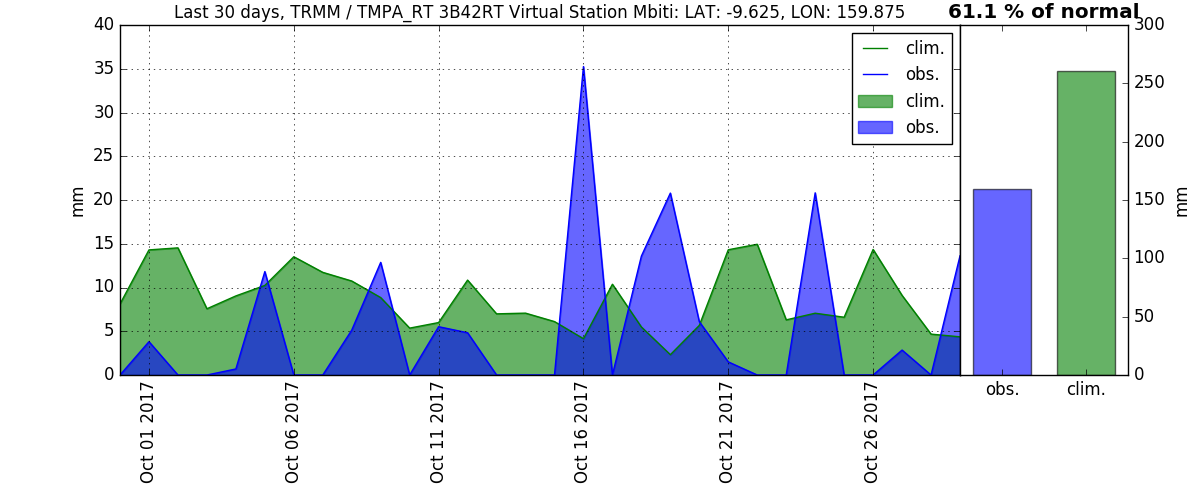 Last 30 days, TRMM / TMPA_RT 3B42RT Virtual Station Mbiti: LAT: -9.625, LON: 159.875
61.1 % of normal
mm
40
35
30
25
20
15
10
5
0
clim.
obs.
clim.
obs.
Oct 01 2017
Oct 06 2017
Oct 11 2017
Oct 16 2017
Oct 21 2017
Oct 26 2017
300
250
200
150
100
50
0
mm
obs.
clim.